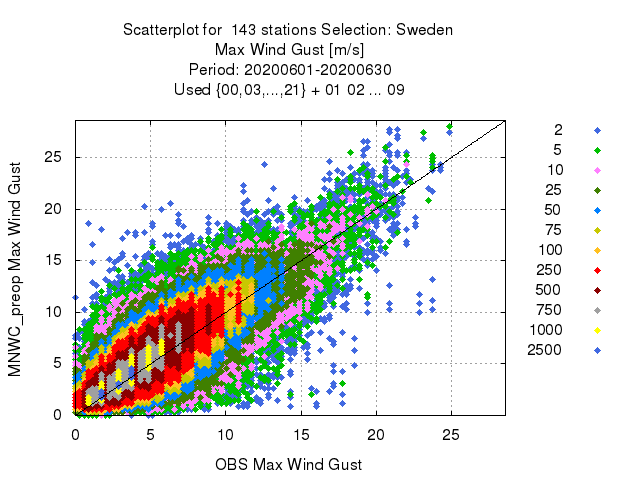 Scatterplot for 143 stations Selection: Sweden
Max Wind Gust [m/s]
Period: 20200601-20200630
Used {00,03,...,21} + 01 02 ... 09
MNWC_preop Max Wind Gust
25
20
15
10
5
0
0 5 10 15 20 25
OBS Max Wind Gust
2
5
10
25
50
75
100
250
500
750
1000
2500